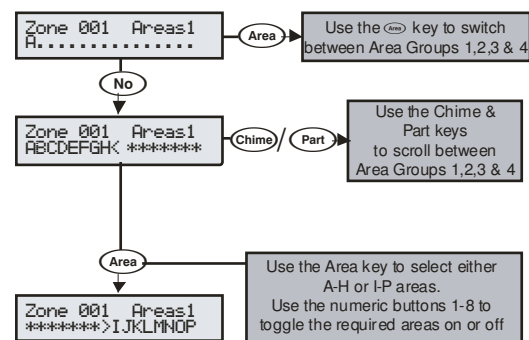 Zone 001 Areas1
A...............
Area
Use the Area key to switch
between Area Groups 1,2,3 & 4
No
Zone 001 Areas1
ABCDEFGH< *******
Chime / Part
Use the Chime &
Part keys
to scroll between
Area Groups 1,2,3 & 4
Area
Use the Area key to select either
A-H or I-P areas.
Use the numeric buttons 1-8 to
toggle the required areas on or off
Zone 001 Areas1
*******>IJKLMNOP